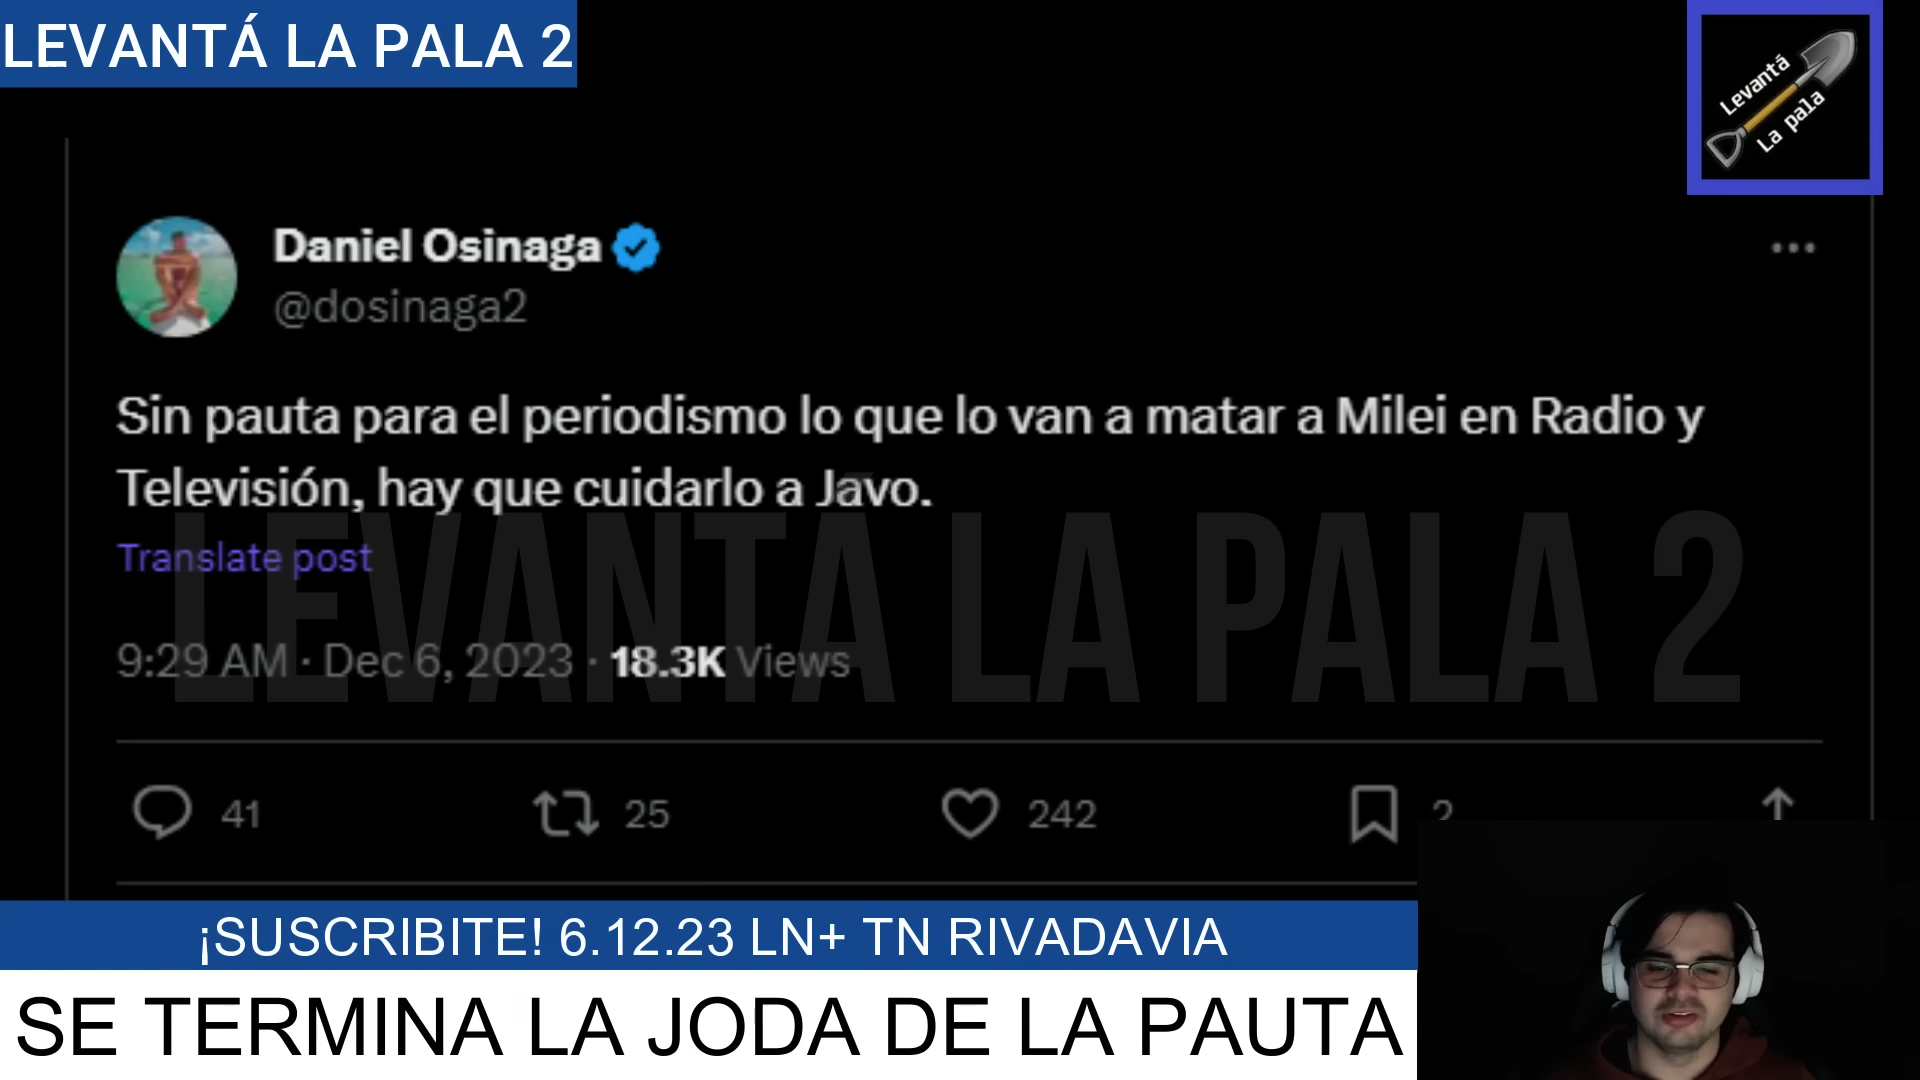 LEVANTÁ LA PALA 2
Levantá
La pala
Daniel Osinaga
@dosinaga2
Sin pauta para el periodismo lo que lo van a matar a Milei en Radio y
Televisión, hay que cuidarlo a Javo.
Translate post
LEVANTÁ LA PALA 2
9:29 AM · Dec 6, 2023 · 18.3K Views
41 25 242 2
¡SUSCRIBITE! 6.12.23 LN+ TN RIVADAVIA
SE TERMINA LA JODA DE LA PAUTA